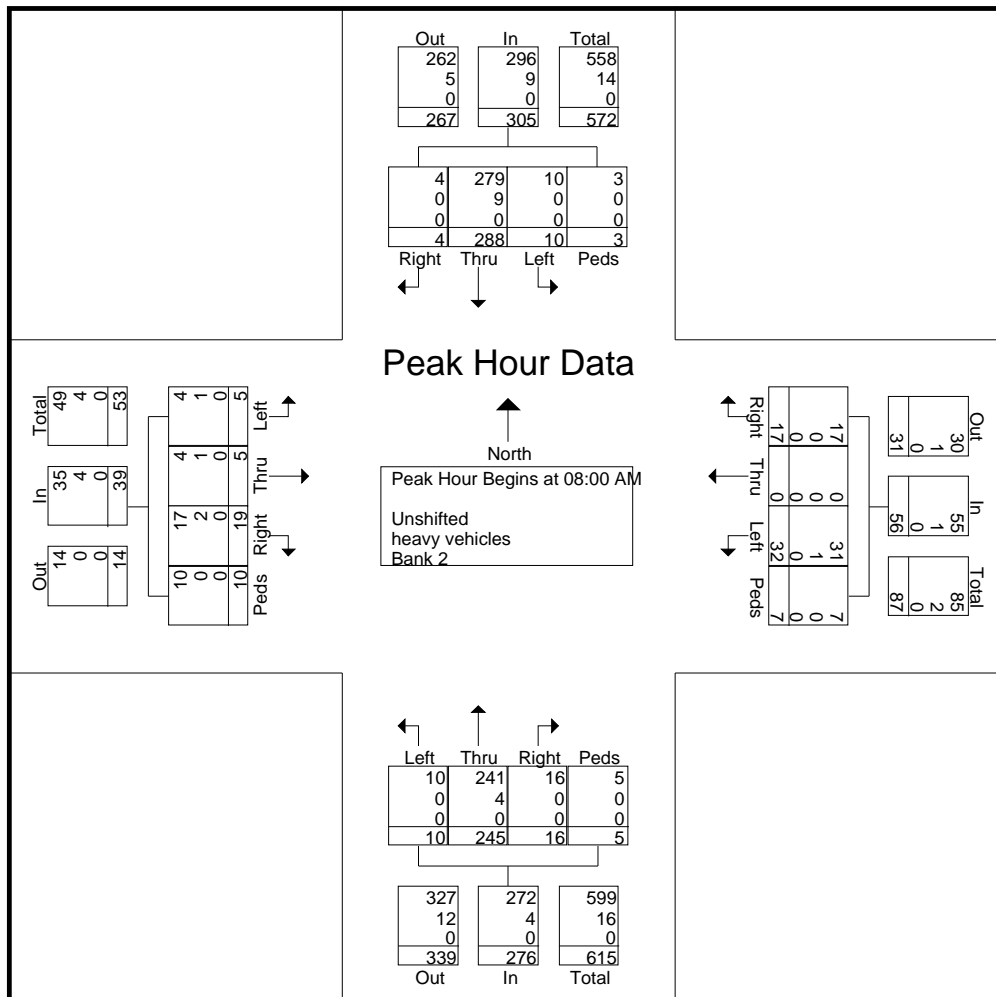 Out In Total
262 296 558
5 9 14
0 0 0
267 305 572
4 279 10 3
0 9 0 0
0 0 0 0
4 288 10 3
Right Thru Left Peds
Peak Hour Data
North
Peak Hour Begins at 08:00 AM
Unshifted
heavy vehicles
Bank 2
Total
49 4 0 53
In
35 4 0 39
Out
14 0 0 14
4 1 0 5
Left
4 1 0 5
Thru
17 2 0 19
Right
10 0 0 10
Peds
Right
17 0 0 17
Thru
0 0 0 0
Left
31 1 0 32
Peds
7 0 0 7
Out
30 1 0 31
In
55 1 0 56
Total
85 2 0 87
Left Thru Right Peds
10 241 16 5
0 4 0 0
0 0 0 0
10 245 16 5
327 272 599
12 4 16
0 0 0
339 276 615
Out In Total